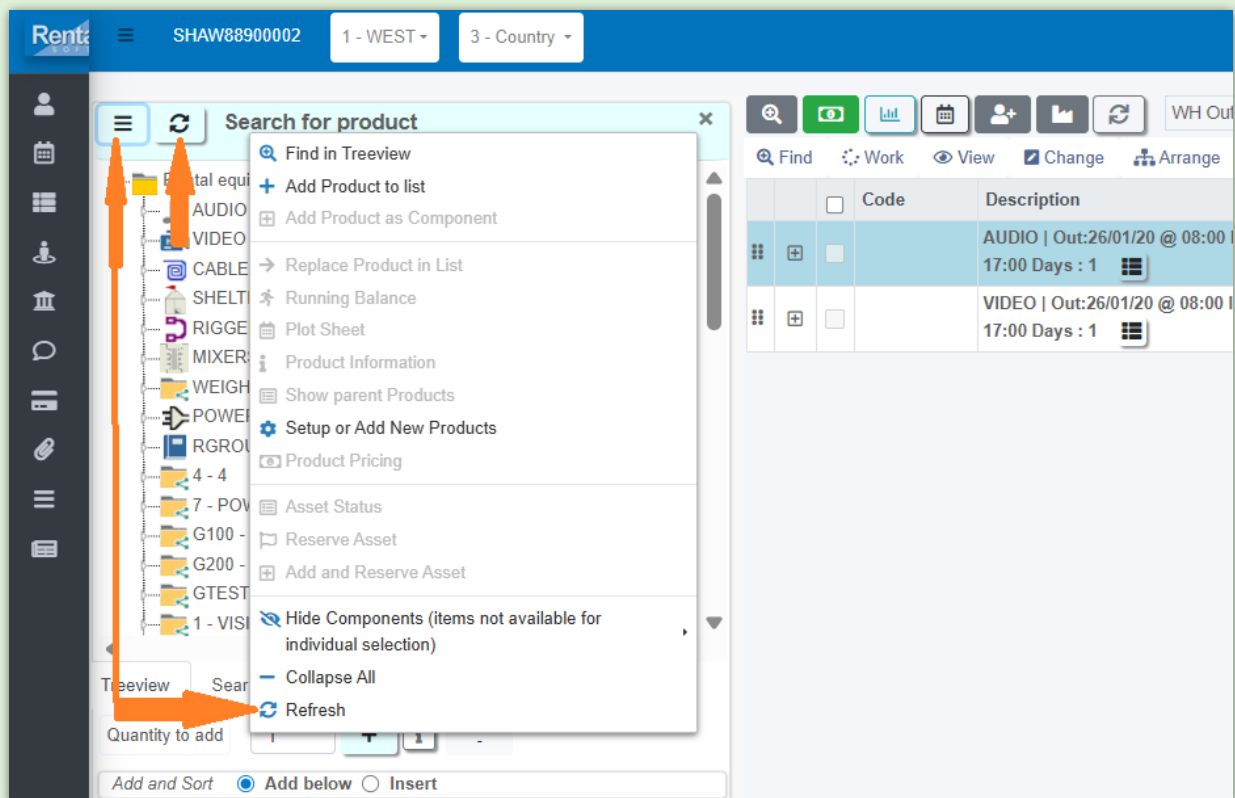 SHAW88900002
1 - WEST
3 - Country
Search for product
WH Out
Find
Work
View
Change
Arrange
Code
Description
AUDIO | Out:26/01/20 @ 08:00
17:00 Days : 1
VIDEO | Out:26/01/20 @ 08:00
17:00 Days : 1
AUDIO
VIDEO
CABLE
SHELT
RIGGE
MIXER
WEIGH
POWE
RGROU
4 - 4
7 - POW
G100 -
G200 -
GTEST
1 - VISI
Find in Treeview
Add Product to list
Add Product as Component
Replace Product in List
Running Balance
Plot Sheet
Product Information
Show parent Products
Setup or Add New Products
Product Pricing
Asset Status
Reserve Asset
Add and Reserve Asset
Hide Components (items not available for
individual selection)
Collapse All
Refresh
Treeview
Sear
Quantity to add
1
-
Add and Sort
Add below
Insert